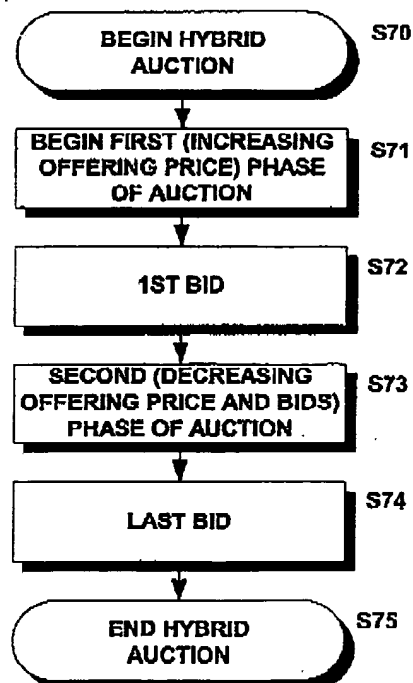 BEGIN HYBRID
AUCTION
S70
BEGIN FIRST (INCREASING
OFFERING PRICE) PHASE
OF AUCTION
S71
1ST BID
S72
SECOND (DECREASING
OFFERING PRICE AND BIDS)
PHASE OF AUCTION
S73
LAST BID
S74
END HYBRID
AUCTION
S75